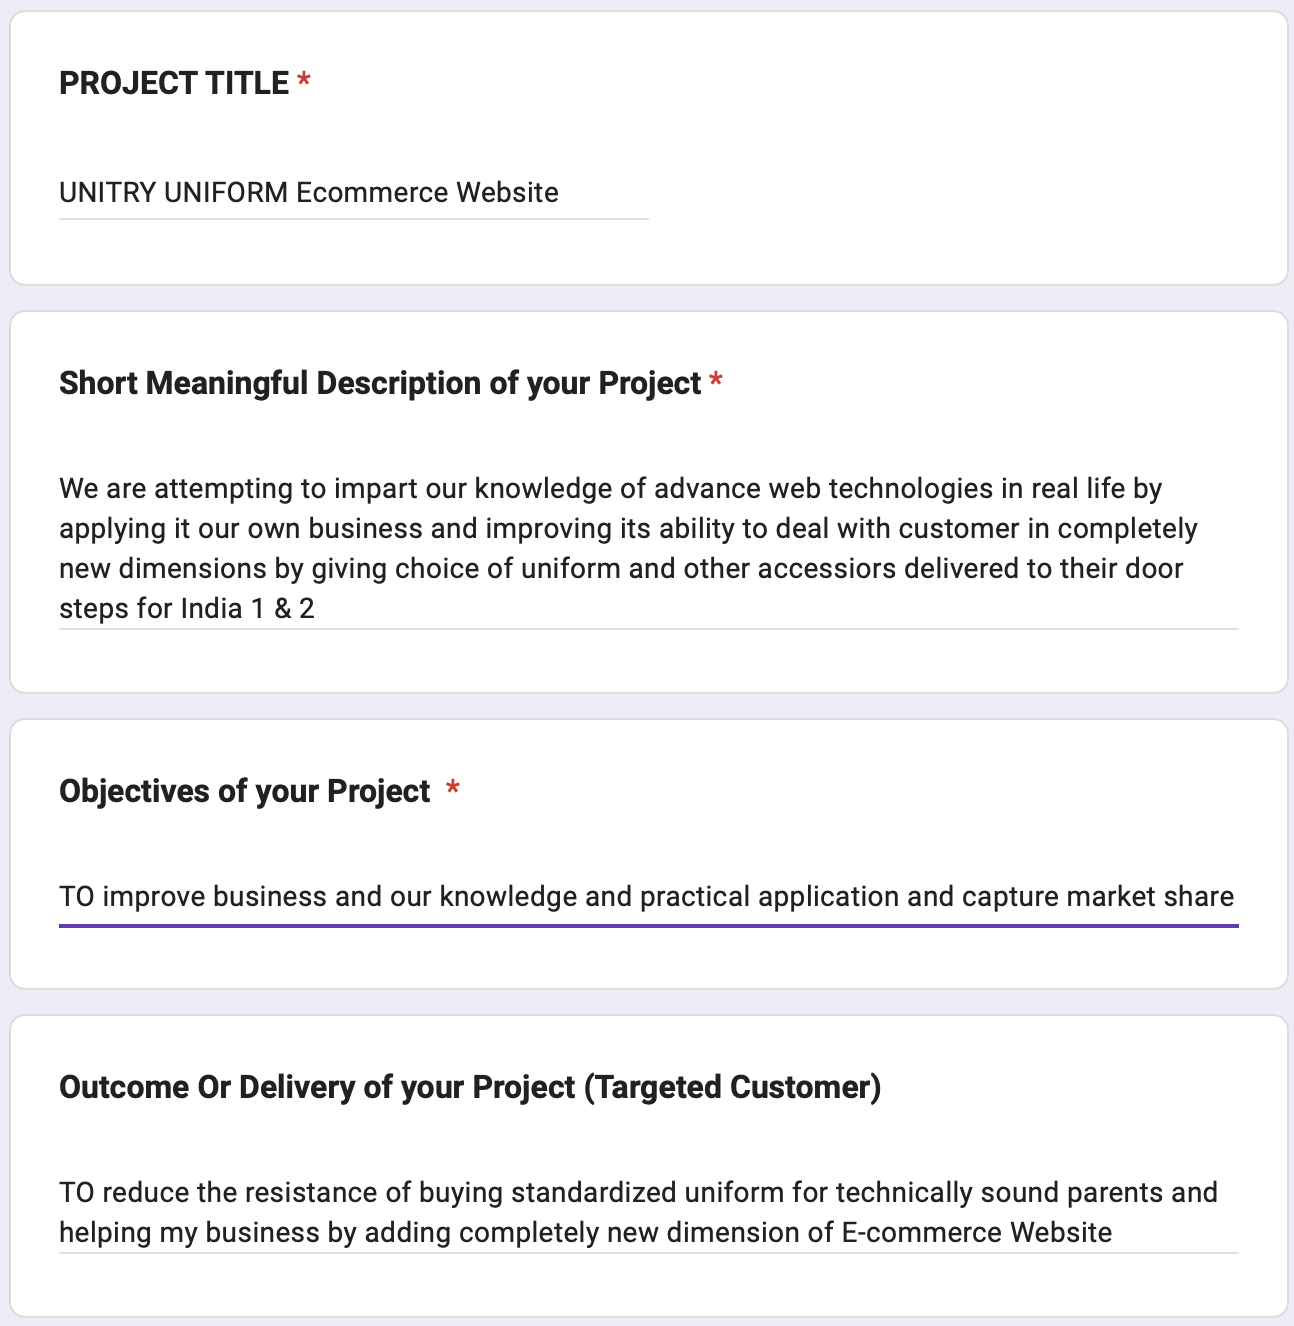 PROJECT TITLE *
UNITRY UNIFORM Ecommerce Website
Short Meaningful Description of your Project *
We are attempting to impart our knowledge of advance web technologies in real life by
applying it our own business and improving its ability to deal with customer in completely
new dimensions by giving choice of uniform and other accessiors delivered to their door
steps for India 1 & 2
Objectives of your Project *
TO improve business and our knowledge and practical application and capture market share
Outcome Or Delivery of your Project (Targeted Customer)
TO reduce the resistance of buying standardized uniform for technically sound parents and
helping my business by adding completely new dimension of E-commerce Website